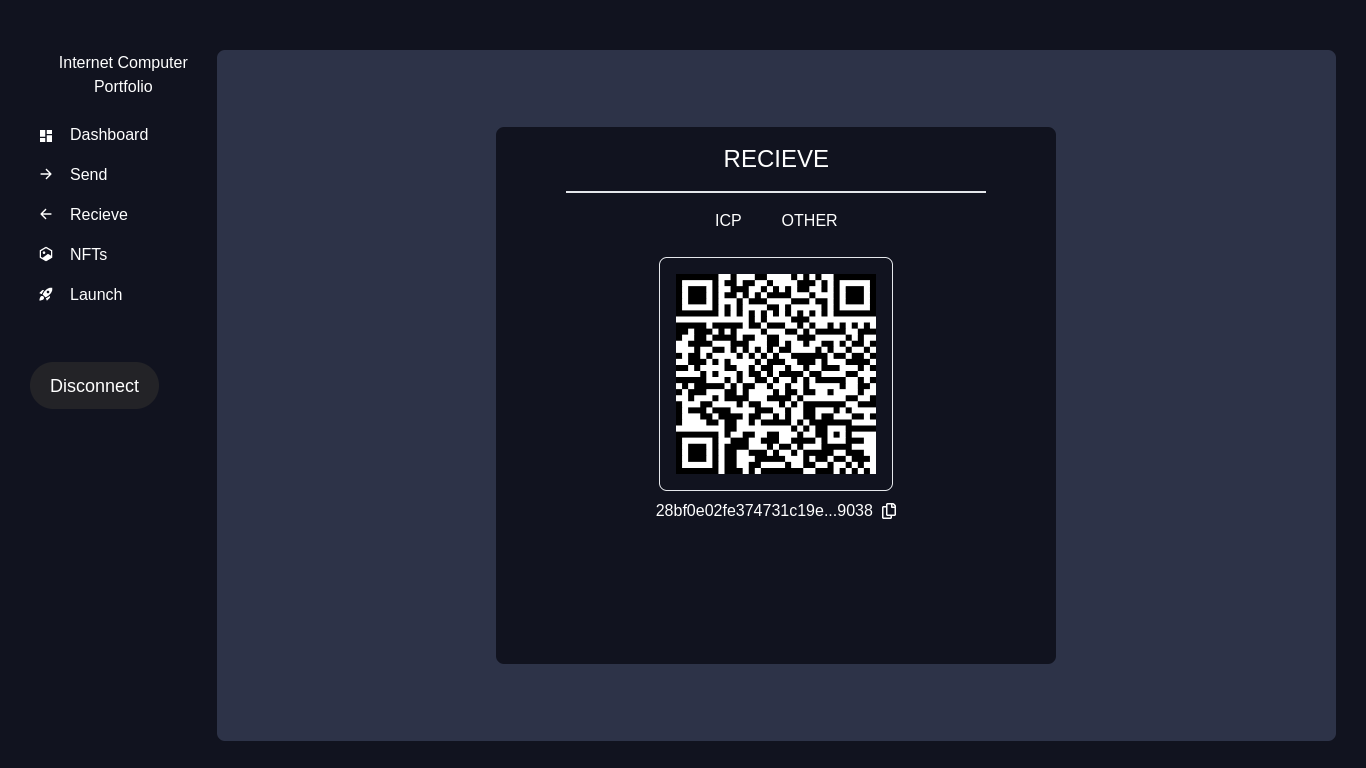 Internet Computer
Portfolio
Dashboard
Send
Recieve
NFTs
Launch
Disconnect
RECIEVE
ICP
OTHER
28bf0e02fe374731c19e...9038